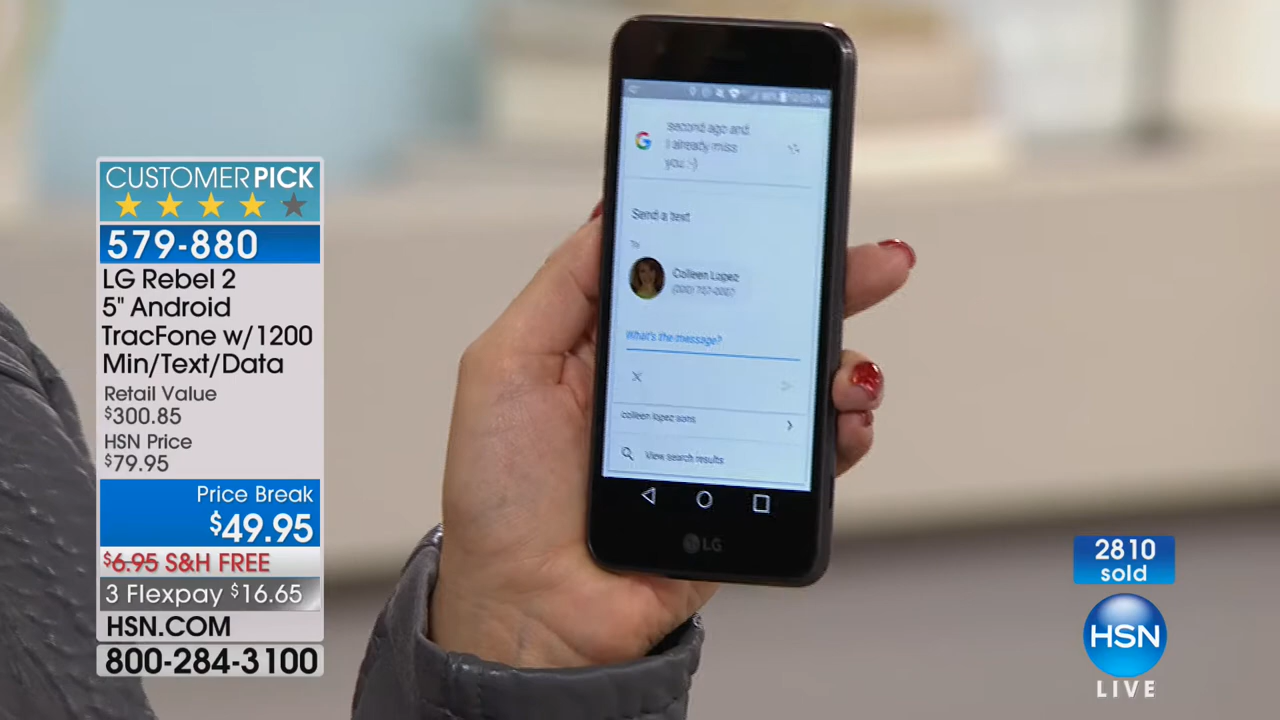 CUSTOMER PICK
579-880
LG Rebel 2
5" Android
TracFone w/1200
Min/Text/Data
Retail Value
$300.85
HSN Price
$79.95
Price Break
$49.95
$6.95 S&H FREE
3 Flexpay $16.65
HSN.COM
800-284-3100
second ago and
I already miss
you :-)
Send a text
To
Colleen Lopez
What's the message?
colleen lopez sons
View search results
LG
2810
sold
HSN
LIVE